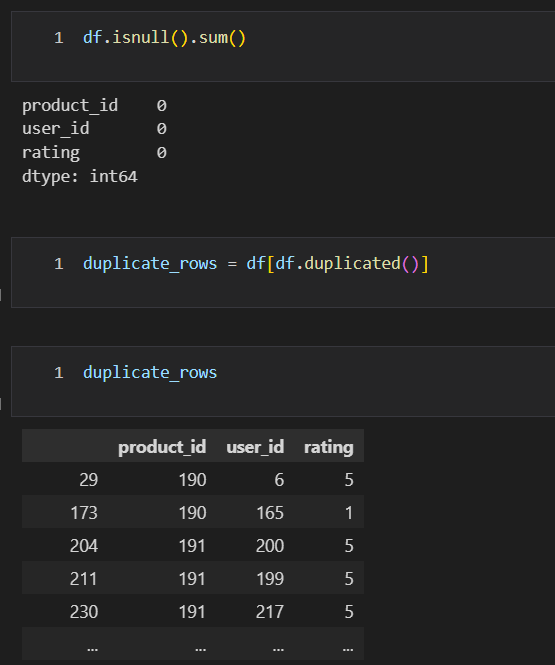 1 df.isnull().sum()
product_id 0
user_id 0
rating 0
dtype: int64
1 duplicate_rows = df[df.duplicated()]
1 duplicate_rows
product_id user_id rating
29 190 6 5
173 190 165 1
204 191 200 5
211 191 199 5
230 191 217 5
... ... ... ...